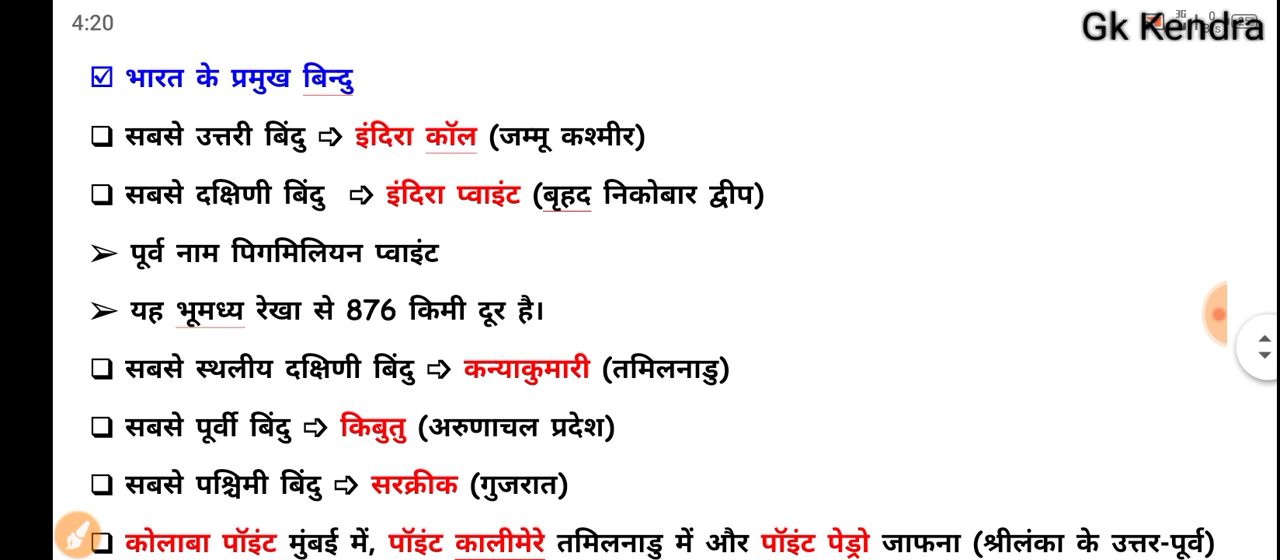 4:20
Gk Kendra
भारत के प्रमुख बिन्दु
सबसे उत्तरी बिंदु ⇨ इंदिरा कॉल (जम्मू कश्मीर)
सबसे दक्षिणी बिंदु ⇨ इंदिरा प्वाइंट (बृहद निकोबार द्वीप)
पूर्व नाम पिगमिलियन प्वाइंट
यह भूमध्य रेखा से 876 किमी दूर है।
सबसे स्थलीय दक्षिणी बिंदु ⇨ कन्याकुमारी (तमिलनाडु)
सबसे पूर्वी बिंदु ⇨ किबुतु (अरुणाचल प्रदेश)
सबसे पश्चिमी बिंदु ⇨ सरक्रीक (गुजरात)
कोलाबा पॉइंट मुंबई में, पॉइंट कालीमेरे तमिलनाडु में और पॉइंट पेड्रो जाफना (श्रीलंका के उत्तर-पूर्व)